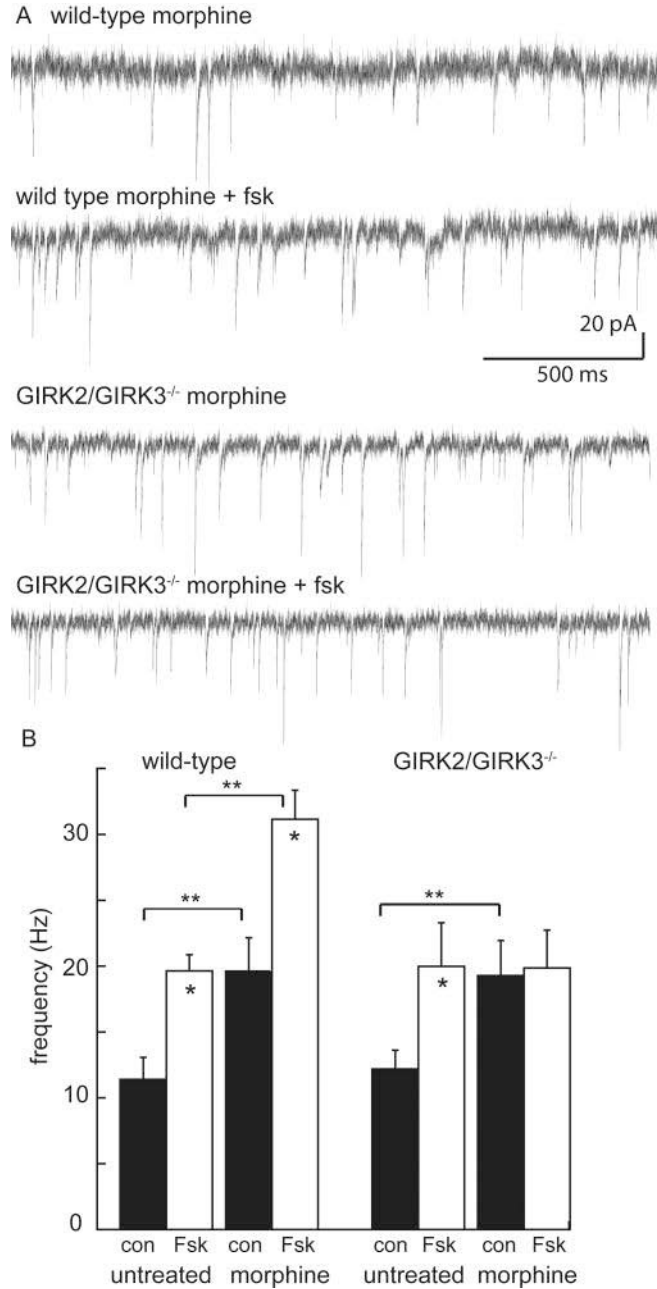 A wild-type morphine
wild type morphine + fsk
20 pA
500 ms
GIRK2/GIRK3-/- morphine
GIRK2/GIRK3-/- morphine + fsk
B
wild-type GIRK2/GIRK3-/-
**
30
*
** **
20
* *
frequency (Hz)
10
0
con Fsk con Fsk con Fsk con Fsk
untreated morphine untreated morphine